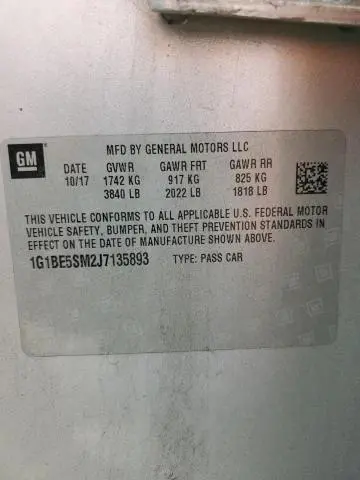 GM
MFD BY GENERAL MOTORS LLC
DATE GVWR GAWR FRT GAWR RR
10/17 1742 KG 917 KG 825 KG
3840 LB 2022 LB 1818 LB
THIS VEHICLE CONFORMS TO ALL APPLICABLE U.S. FEDERAL MOTOR
VEHICLE SAFETY, BUMPER, AND THEFT PREVENTION STANDARDS IN
EFFECT ON THE DATE OF MANUFACTURE SHOWN ABOVE.
1G1BE5SM2J7135893 TYPE: PASS CAR